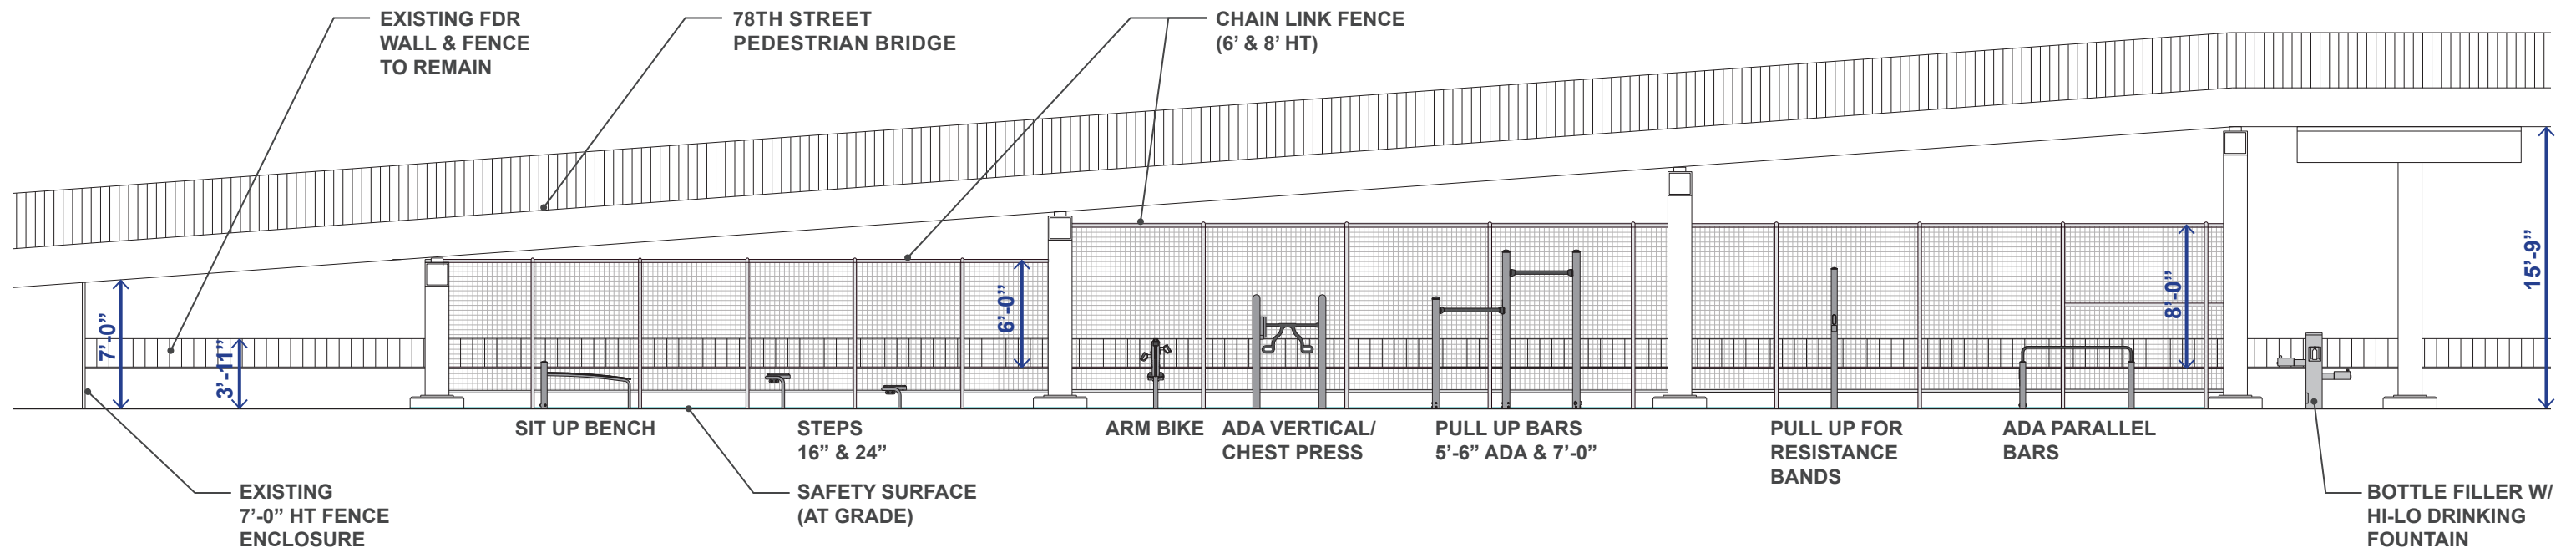 EXISTING FDR
WALL & FENCE
TO REMAIN
78TH STREET
PEDESTRIAN BRIDGE
CHAIN LINK FENCE
(6’ & 8’ HT)
7’-0”
3’-11”
6’-0”
8’-0”
15’-9”
SIT UP BENCH
STEPS
16” & 24”
ARM BIKE
ADA VERTICAL/
CHEST PRESS
PULL UP BARS
5’-6” ADA & 7’-0”
PULL UP FOR
RESISTANCE
BANDS
ADA PARALLEL
BARS
EXISTING
7’-0” HT FENCE
ENCLOSURE
SAFETY SURFACE
(AT GRADE)
BOTTLE FILLER W/
HI-LO DRINKING
FOUNTAIN